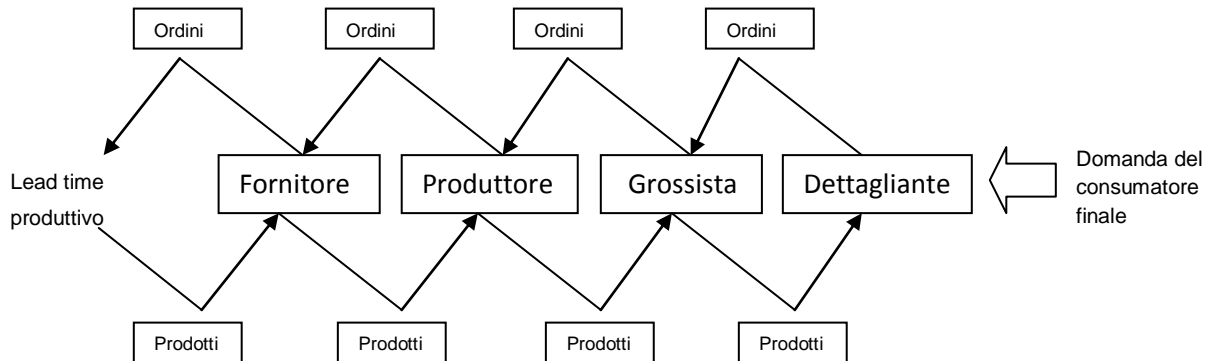 Ordini
Ordini
Ordini
Ordini
Lead time
produttivo
Fornitore
Produttore
Grossista
Dettagliante
Domanda del
consumatore
finale
Prodotti
Prodotti
Prodotti
Prodotti